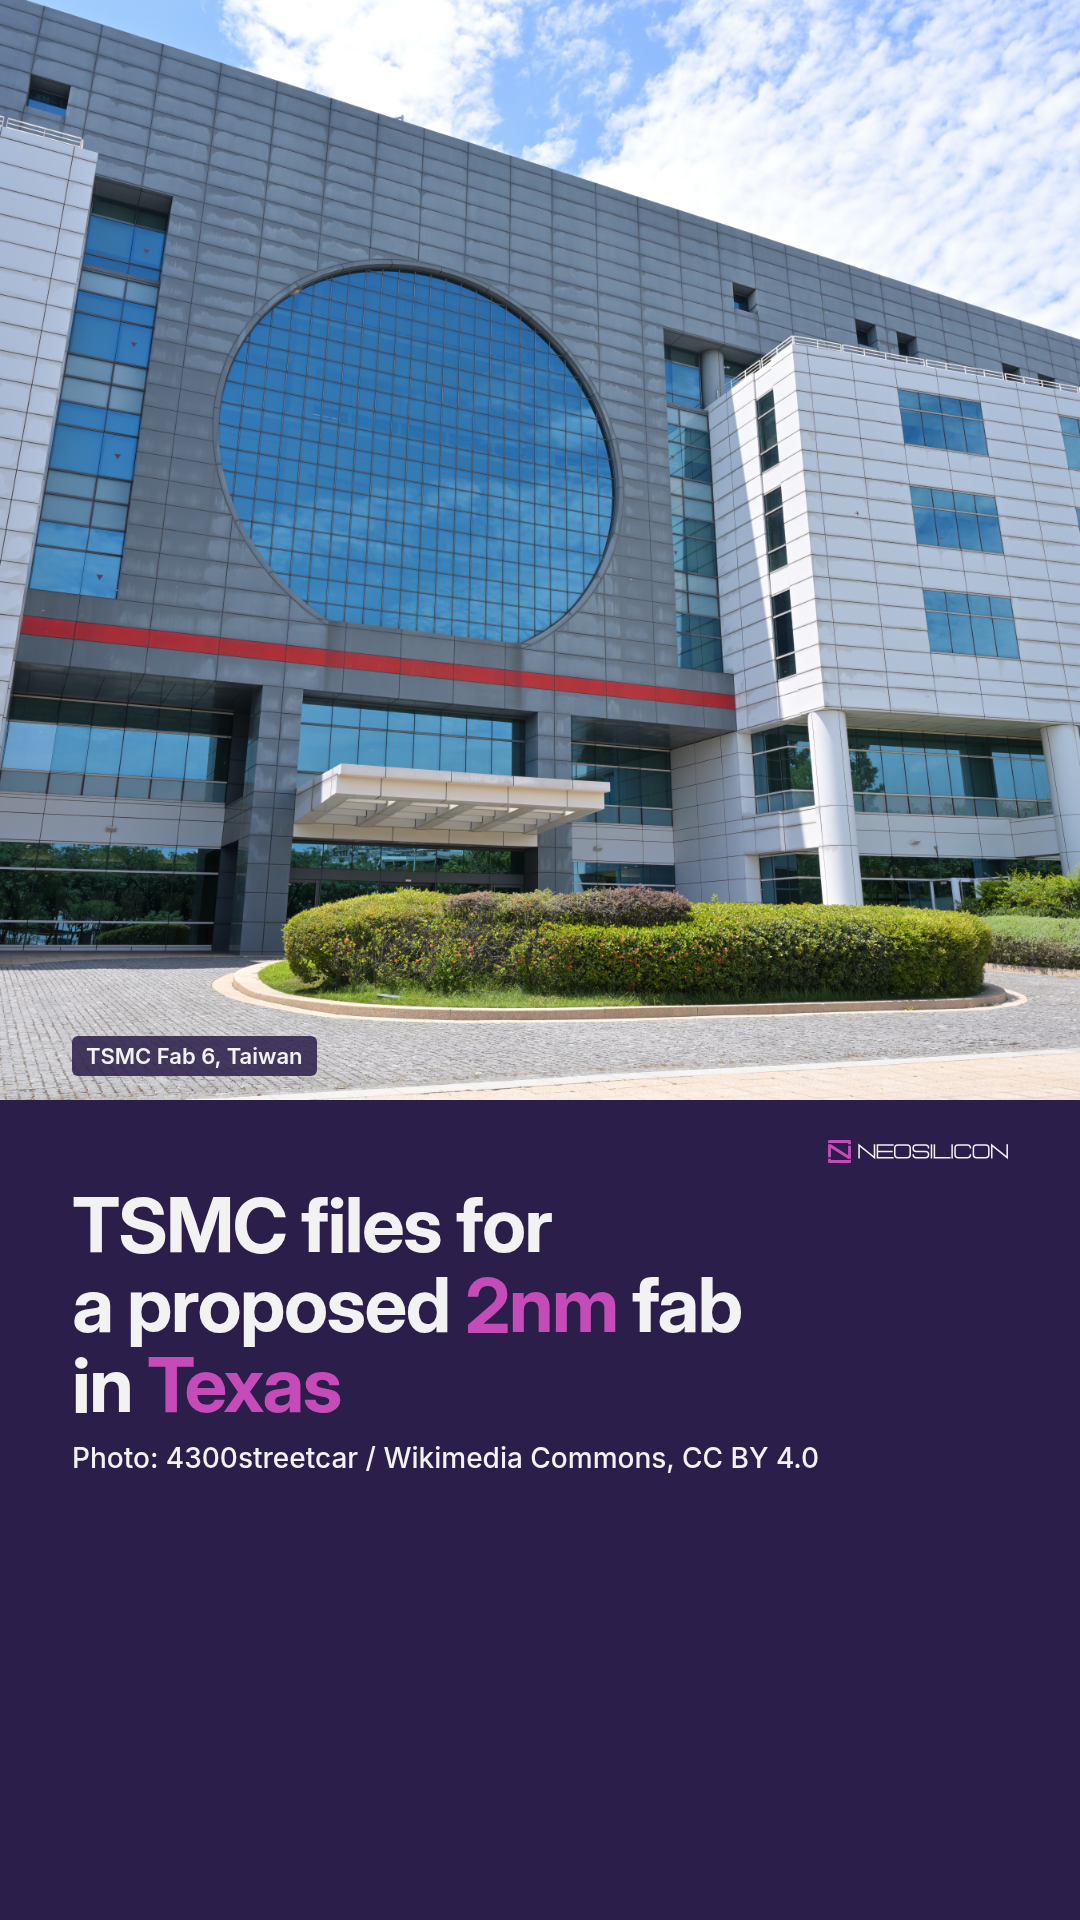 TSMC Fab 6, Taiwan
NEOSILICON
TSMC files for
a proposed 2nm fab
in Texas
Photo: 4300streetcar / Wikimedia Commons, CC BY 4.0